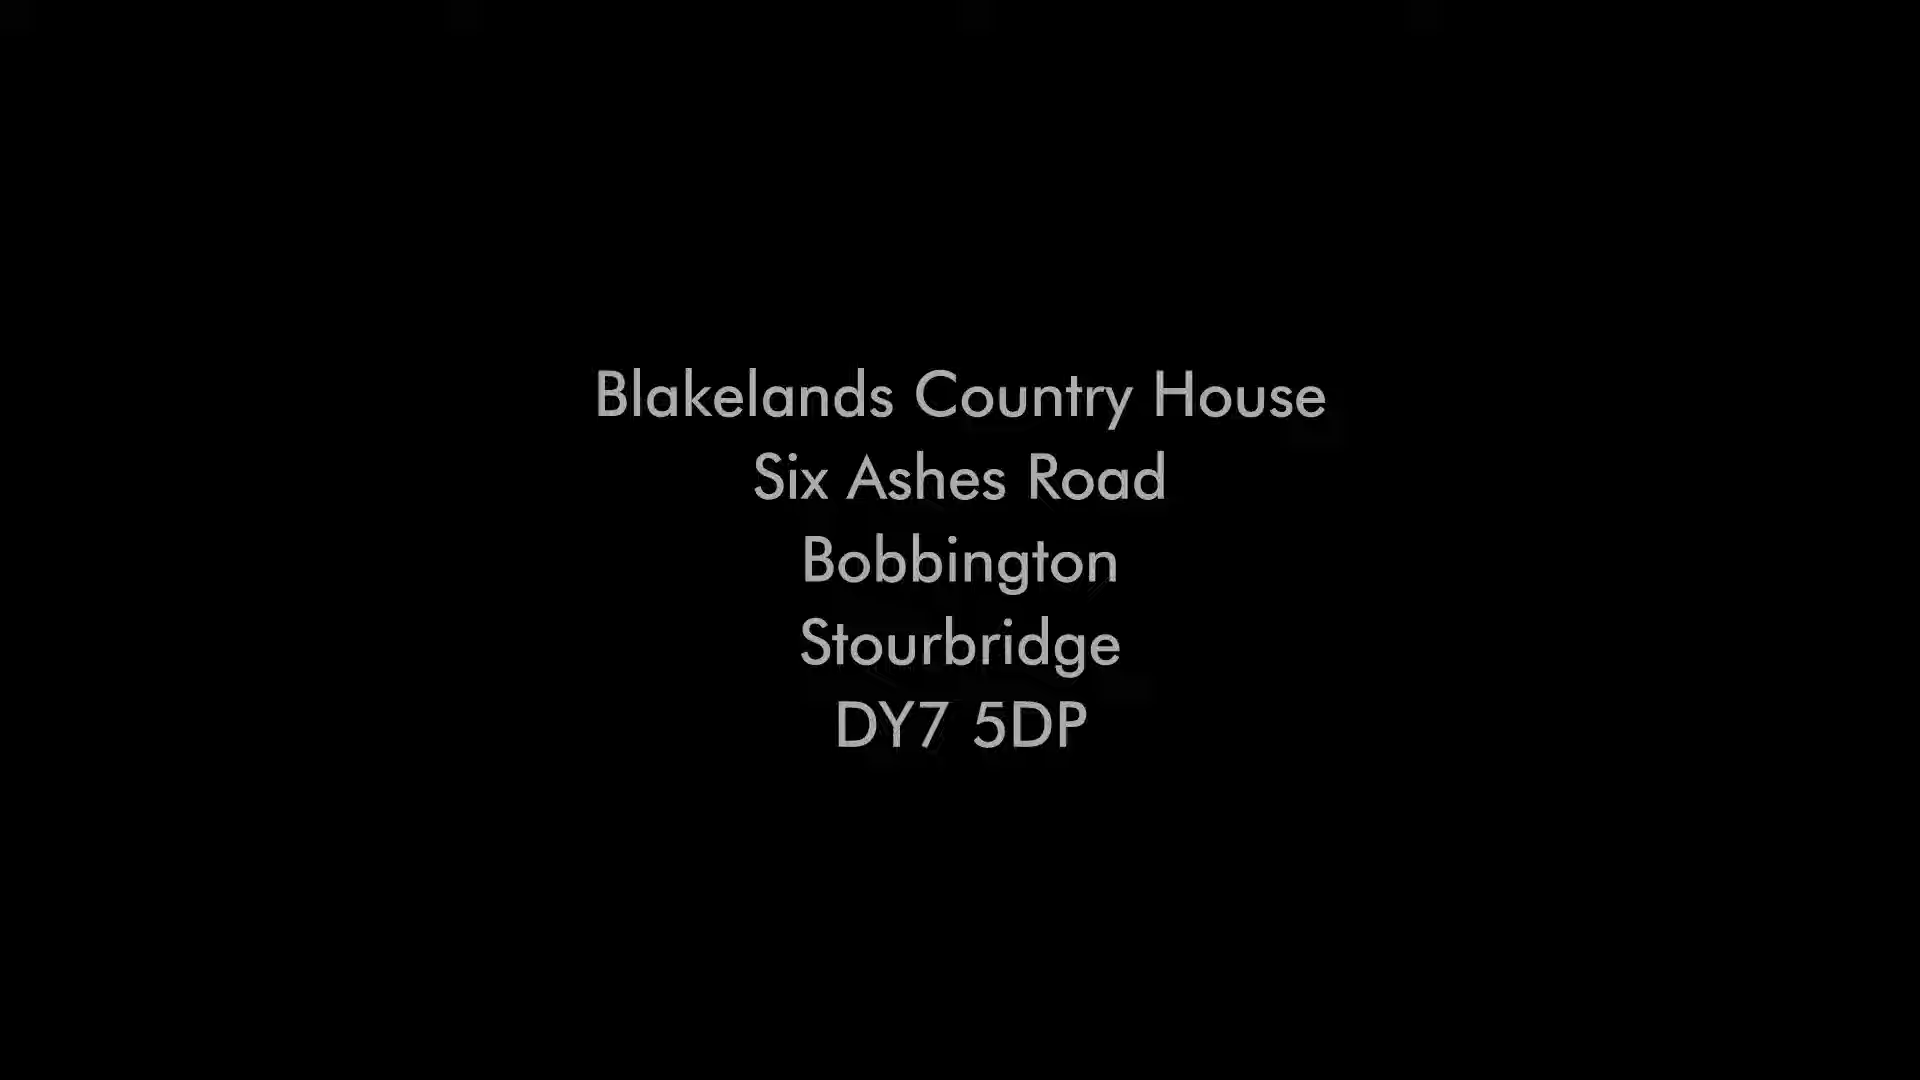 Blakelands Country House
Six Ashes Road
Bobbington
Stourbridge
DY7 5DP